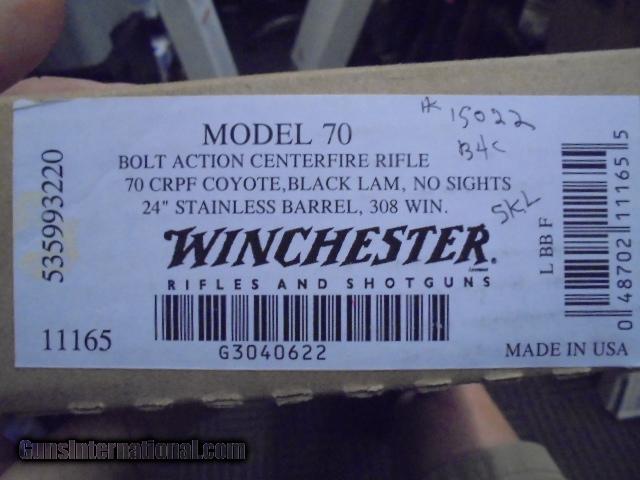 MODEL 70
BOLT ACTION CENTERFIRE RIFLE
70 CRPF COYOTE,BLACK LAM, NO SIGHTS
24" STAINLESS BARREL, 308 WIN.
WINCHESTER
RIFLES AND SHOTGUNS
G3040622
535993220
11165
15022
B4C
SKL
L BB F
0 48702 11165 5
MADE IN USA
GunsInternational.com